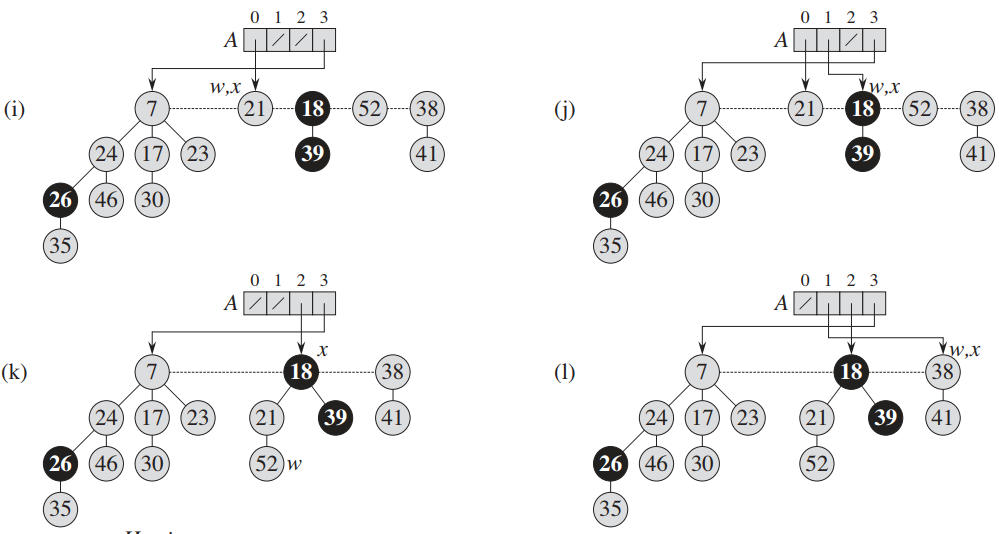 0 1 2 3 0 1 2 3
A / / A /
w,x w,x
(i) 7 21 18 52 38 (j) 7 21 18 52 38
24 17 23 39 41 24 17 23 39 41
26 46 30 26 46 30
35 35
0 1 2 3 0 1 2 3
A / / A /
x w,x
(k) 7 18 38 (l) 7 18 38
24 17 23 21 39 41 24 17 23 21 39 41
26 46 30 52 w 26 46 30 52
35 35